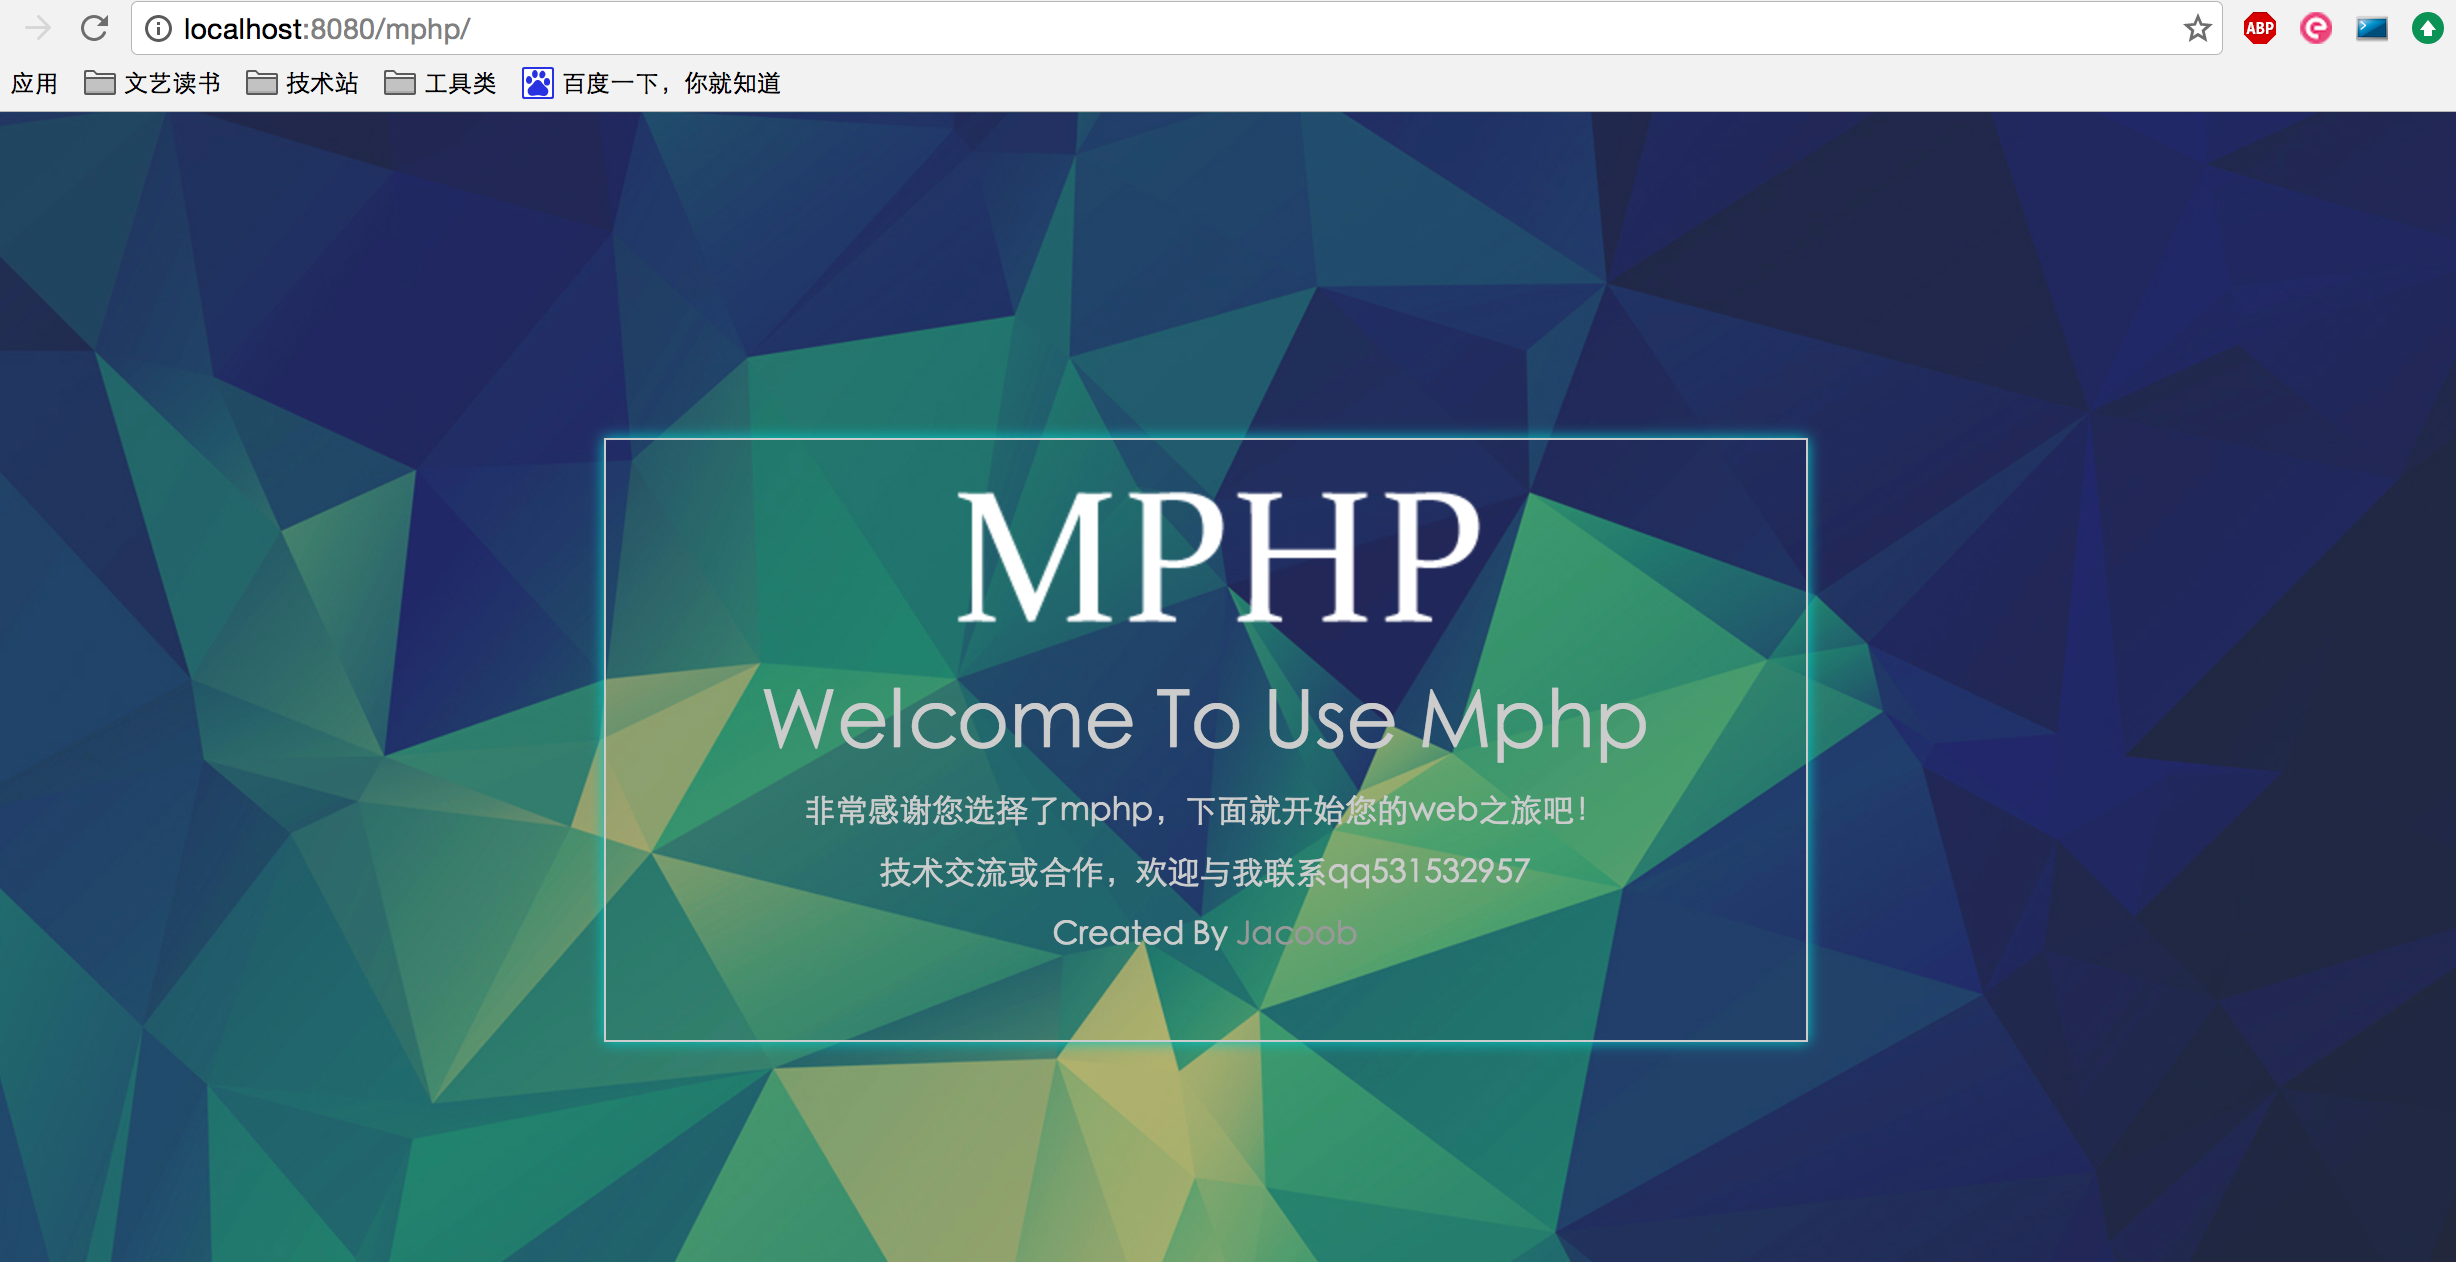 localhost:8080/mphp/
ABP
应用 文艺读书 技术站 工具类 百度一下，你就知道
MPHP
Welcome To Use Mphp
非常感谢您选择了mphp，下面就开始您的web之旅吧！
技术交流或合作，欢迎与我联系qq531532957
Created By Jacoob